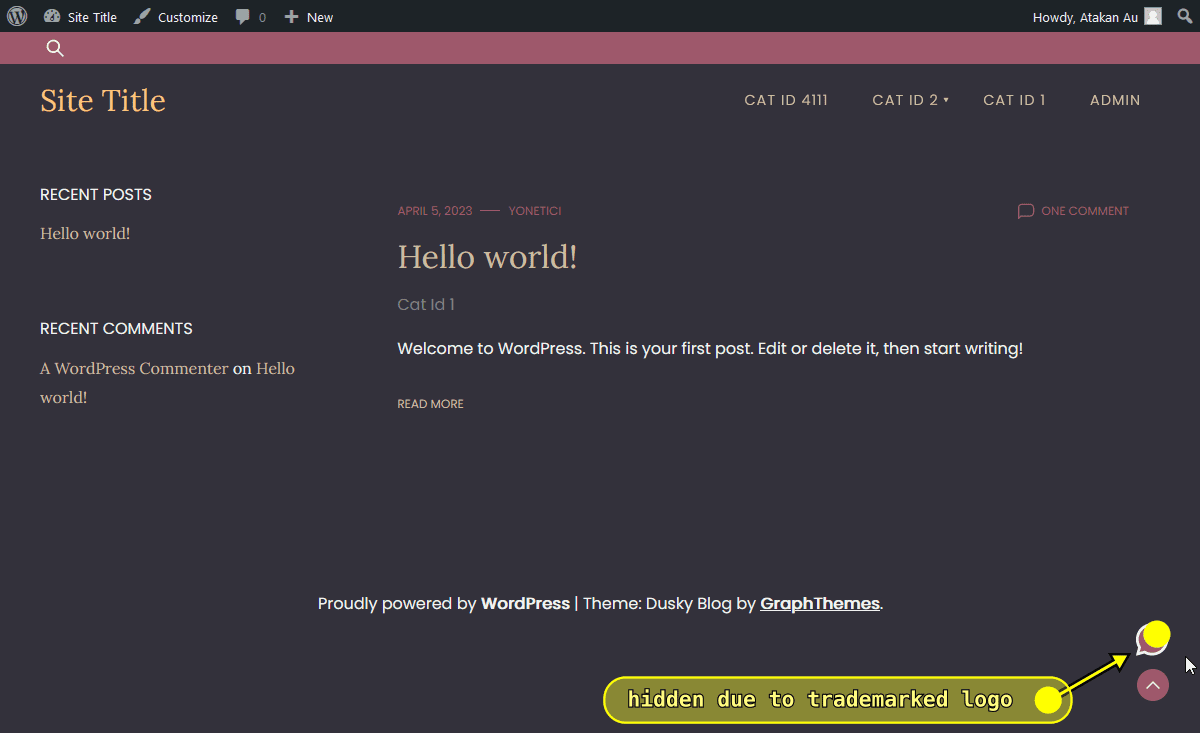 Site Title Customize 0 New Howdy, Atakan Au
Site Title
CAT ID 4111 CAT ID 2 CAT ID 1 ADMIN
RECENT POSTS
Hello world!
RECENT COMMENTS
A WordPress Commenter on Hello
world!
APRIL 5, 2023 YONETICI ONE COMMENT
Hello world!
Cat Id 1
Welcome to WordPress. This is your first post. Edit or delete it, then start writing!
READ MORE
Proudly powered by WordPress | Theme: Dusky Blog by GraphThemes.
hidden due to trademarked logo